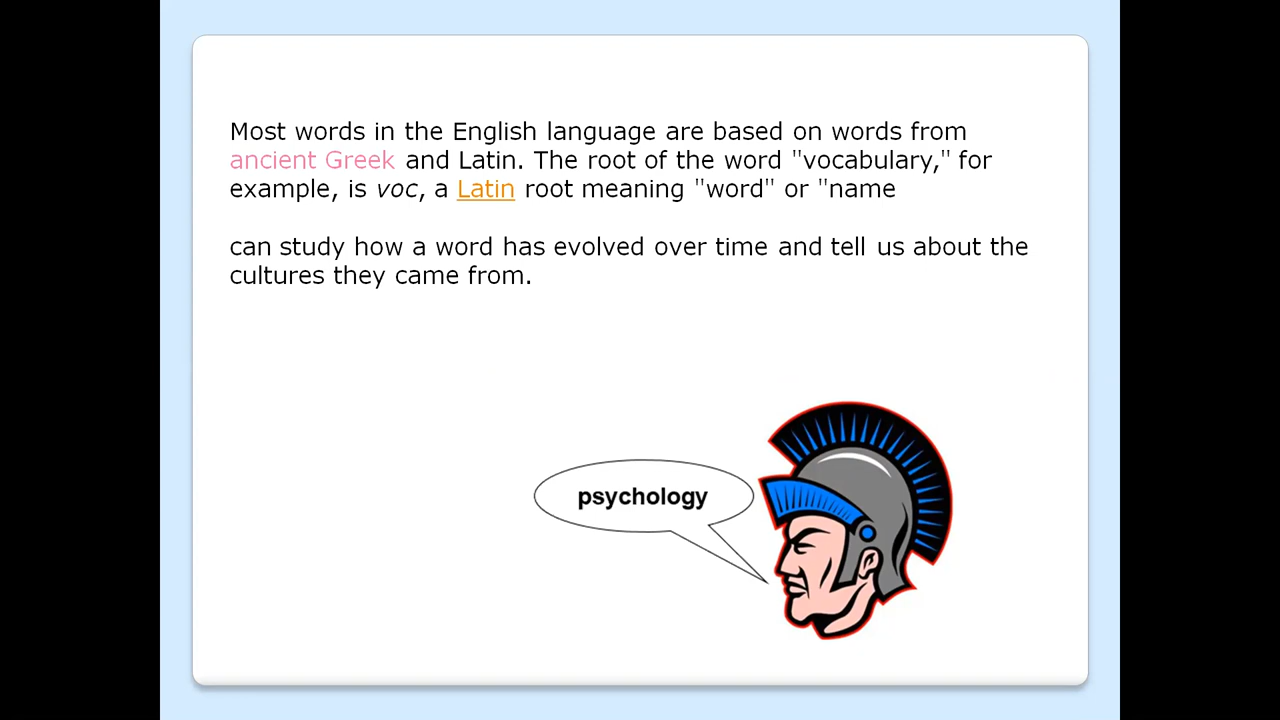 Most words in the English language are based on words from
ancient Greek and Latin. The root of the word "vocabulary," for
example, is voc, a Latin root meaning "word" or "name
can study how a word has evolved over time and tell us about the
cultures they came from.
psychology